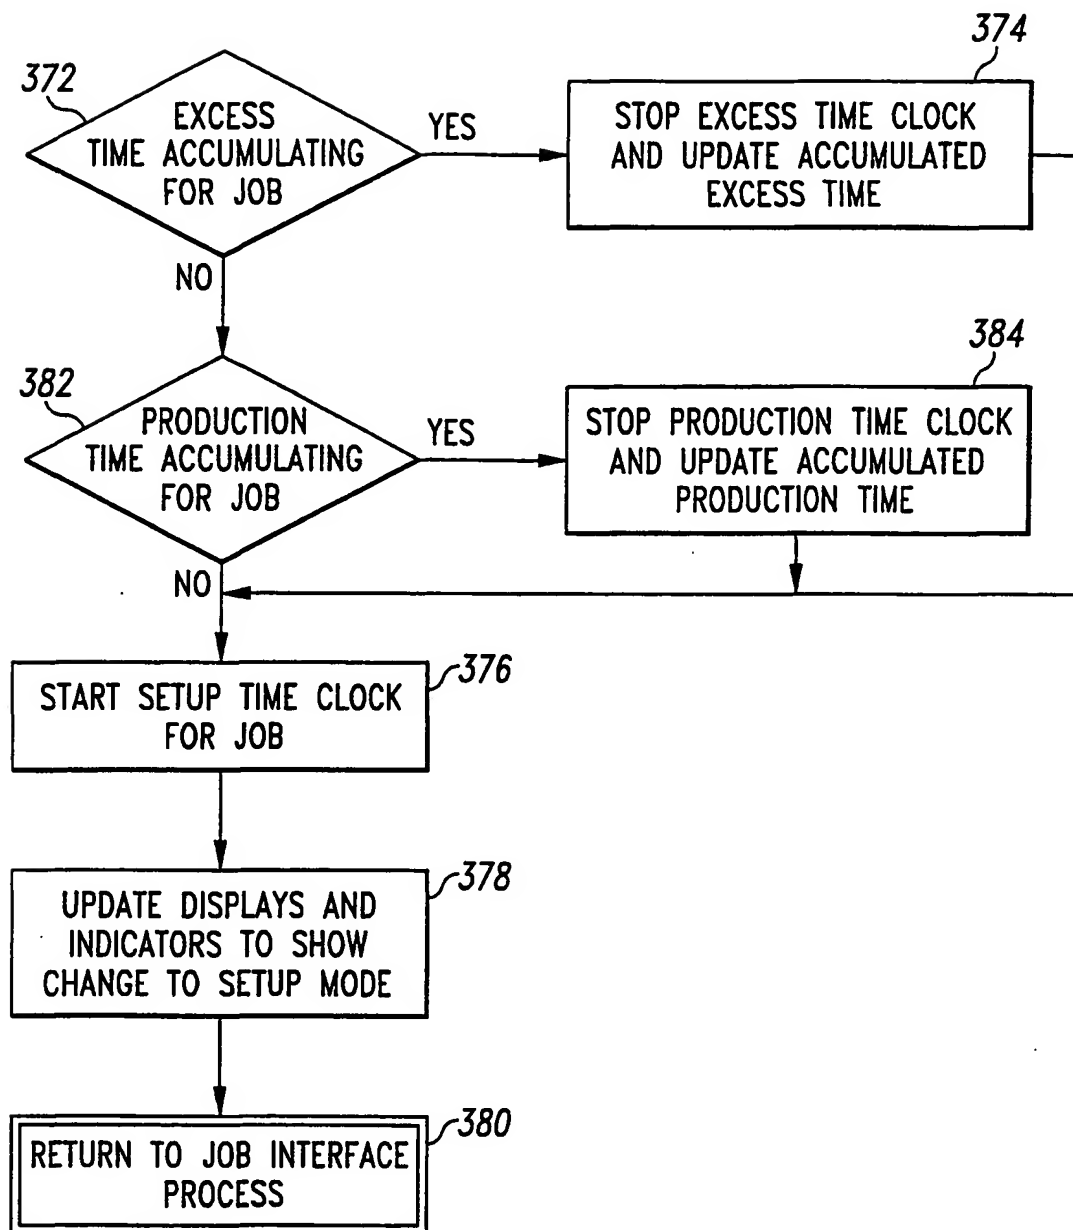 372
EXCESS
TIME ACCUMULATING
FOR JOB
YES
374
STOP EXCESS TIME CLOCK
AND UPDATE ACCUMULATED
EXCESS TIME
NO
382
PRODUCTION
TIME ACCUMULATING
FOR JOB
YES
384
STOP PRODUCTION TIME CLOCK
AND UPDATE ACCUMULATED
PRODUCTION TIME
NO
376
START SETUP TIME CLOCK
FOR JOB
378
UPDATE DISPLAYS AND
INDICATORS TO SHOW
CHANGE TO SETUP MODE
380
RETURN TO JOB INTERFACE
PROCESS